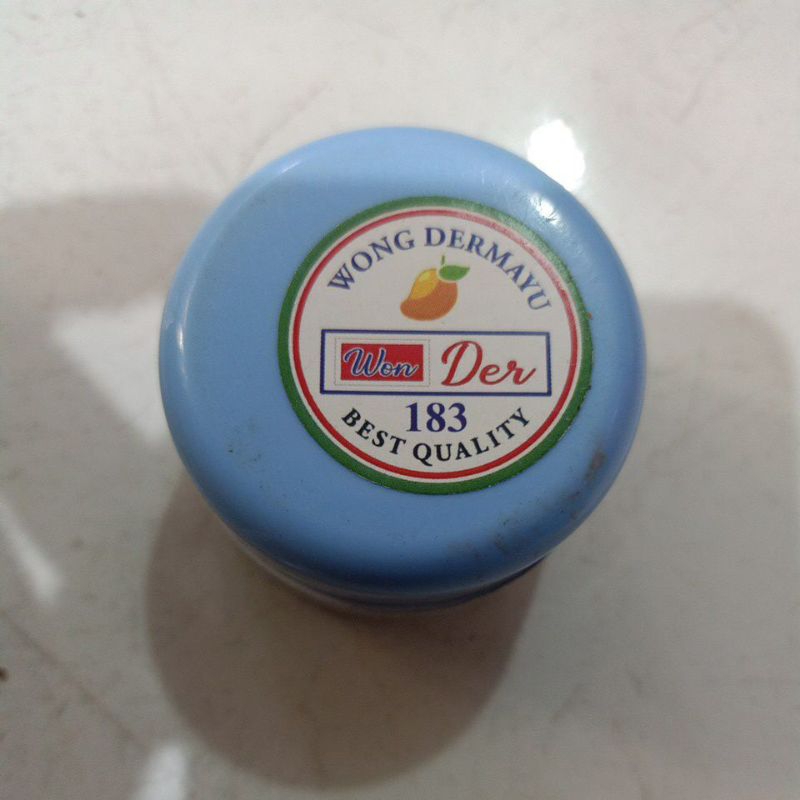 WONG DERMAYU
Won Der
183
BEST QUALITY